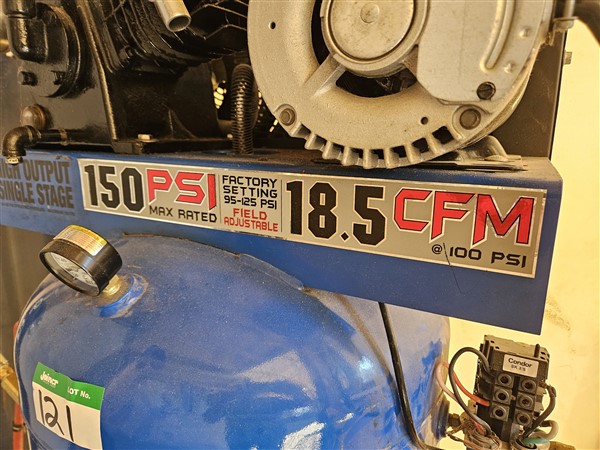 HIGH OUTPUT
SINGLE STAGE
150 PSI
MAX RATED
FACTORY
SETTING
95-125 PSI
FIELD
ADJUSTABLE
18.5 CFM
@ 100 PSI
Condor
Joiner
LOT No.
121